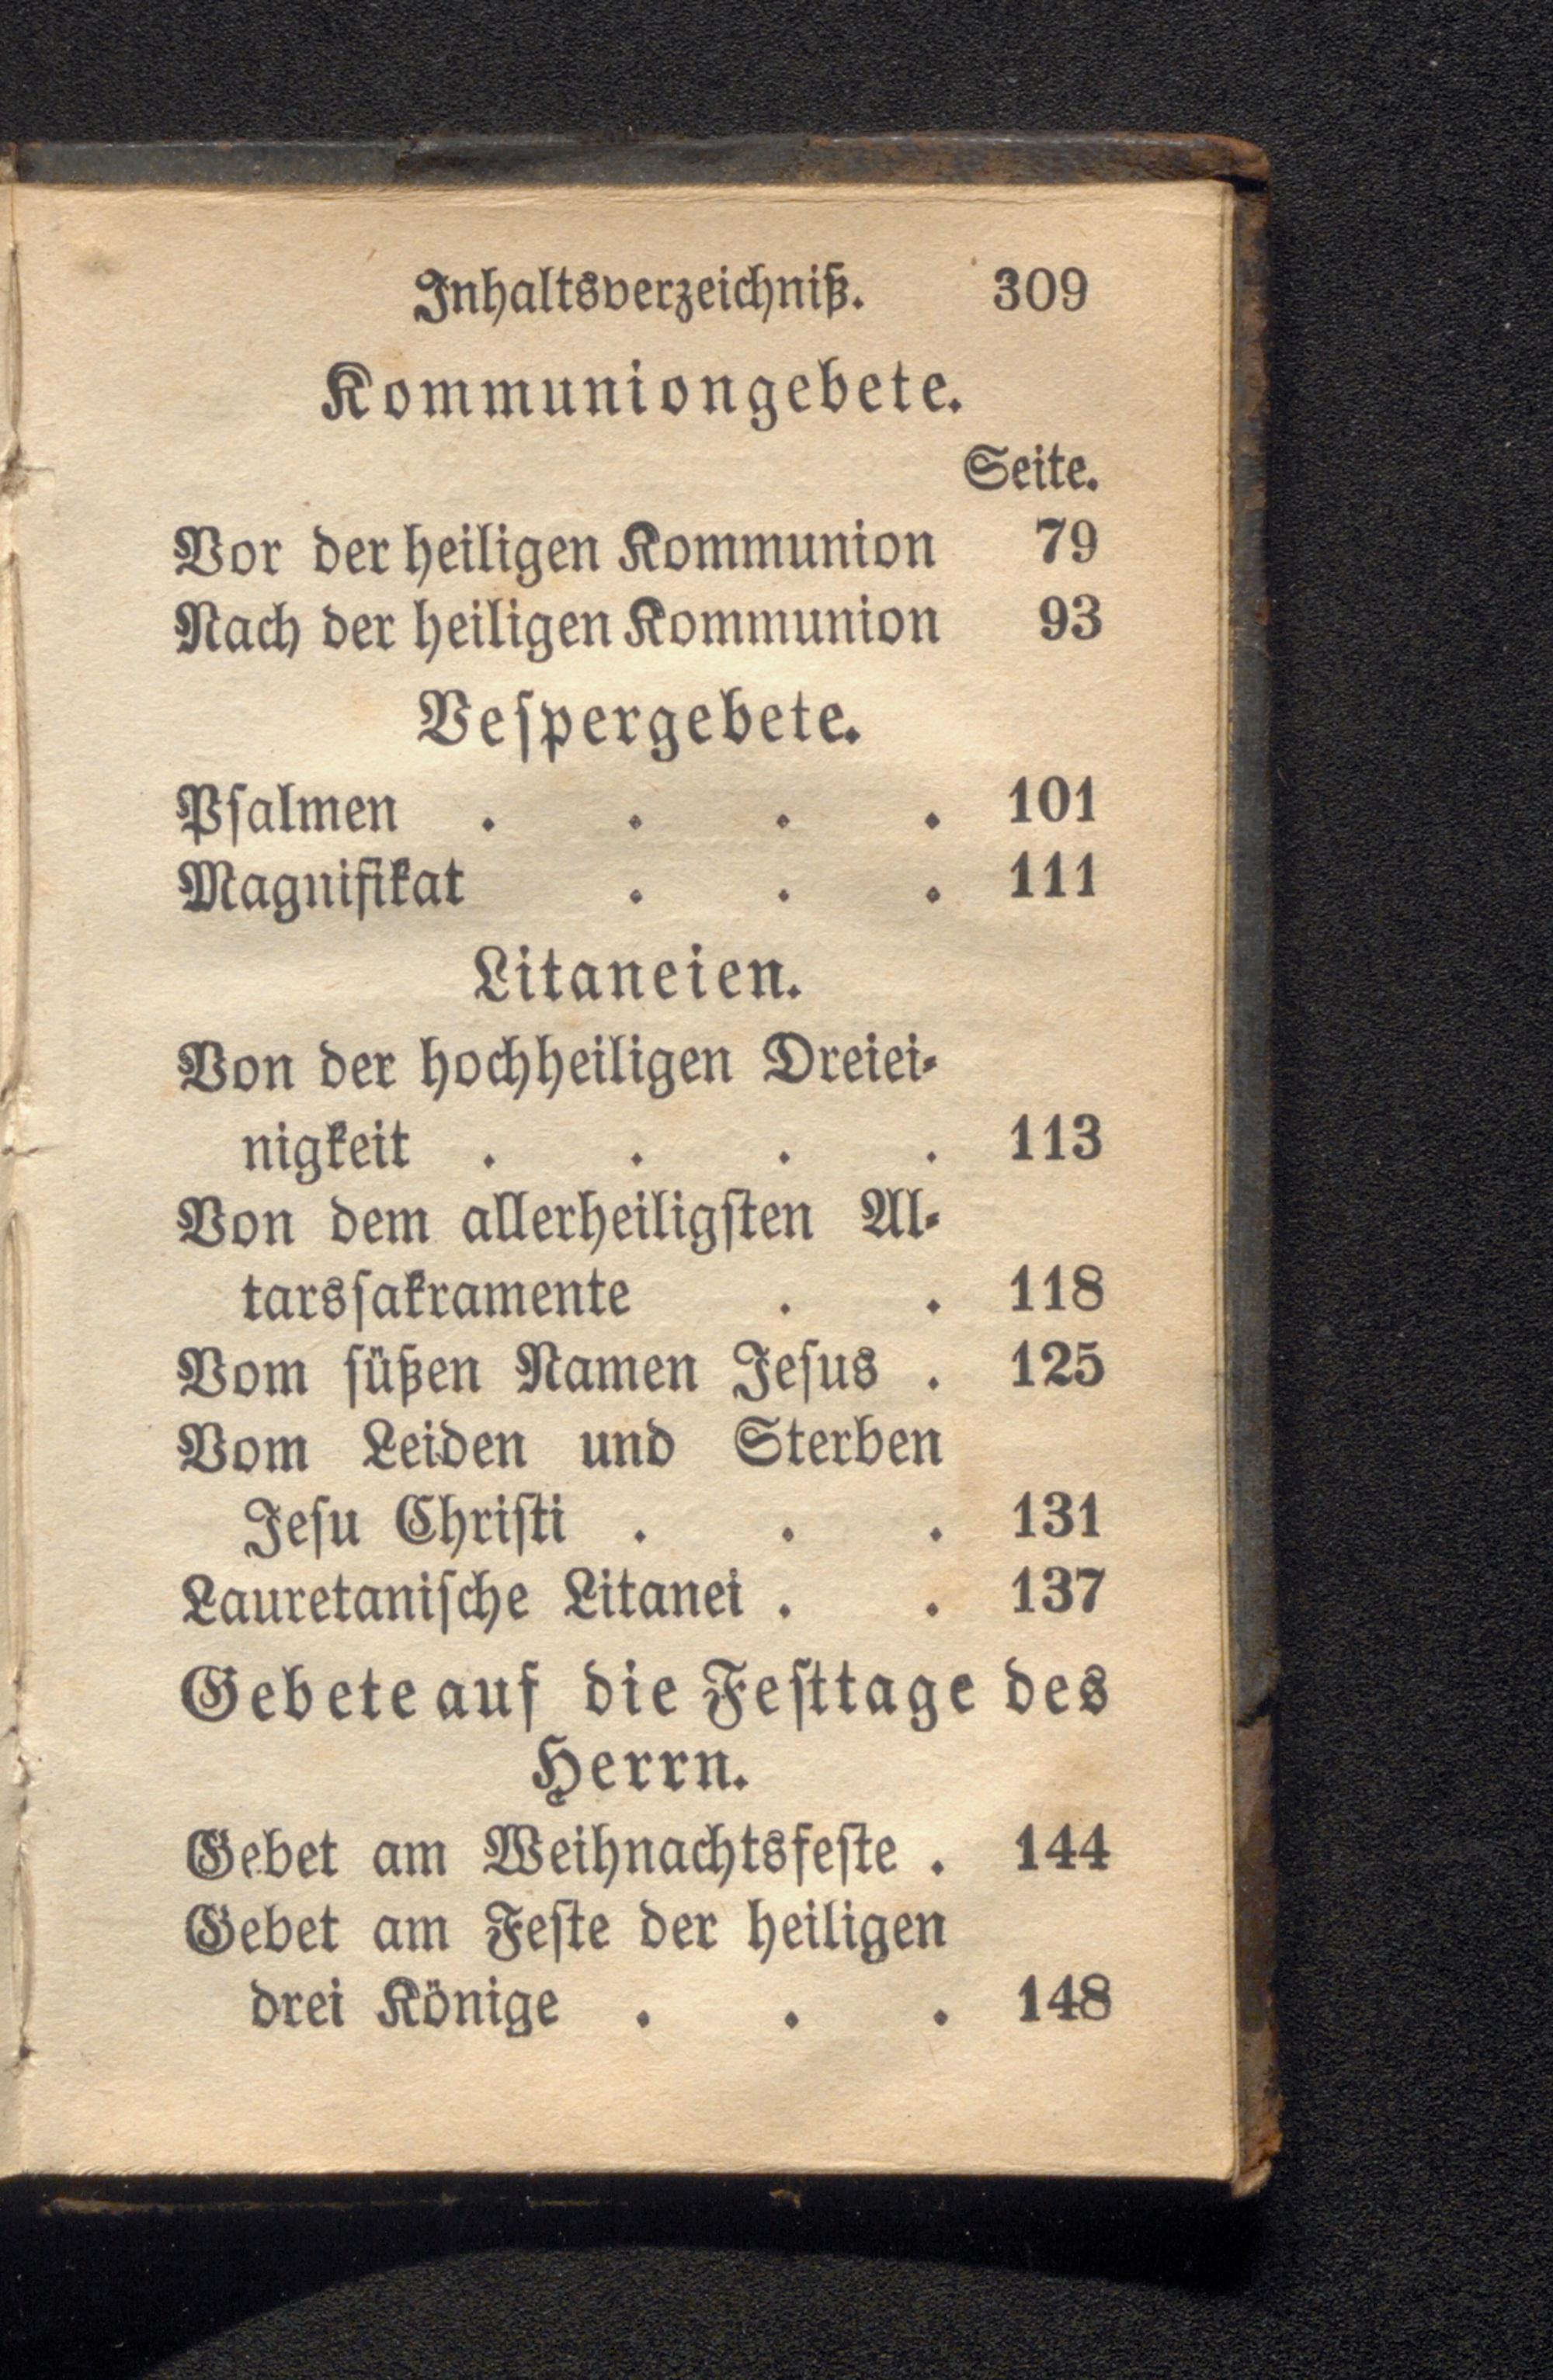 Inhaltsverzeichniß. 309
Kommuniongebete.
Seite.
Vor der heiligen Kommunion 79
Nach der heiligen Kommunion 93
Veſpergebete.
Pſalmen . . . . 101
Magnifikat . . . 111
Litaneien.
Von der hochheiligen Dreiei-
nigkeit . . . . 113
Von dem allerheiligſten Al-
tarsſakramente . . 118
Vom ſüßen Namen Jeſus . 125
Vom Leiden und Sterben
Jeſu Chriſti . . . 131
Lauretaniſche Litanei . . 137
Gebete auf die Feſttage des
Herrn.
Gebet am Weihnachtsfeſte . 144
Gebet am Feſte der heiligen
drei Könige . . . 148